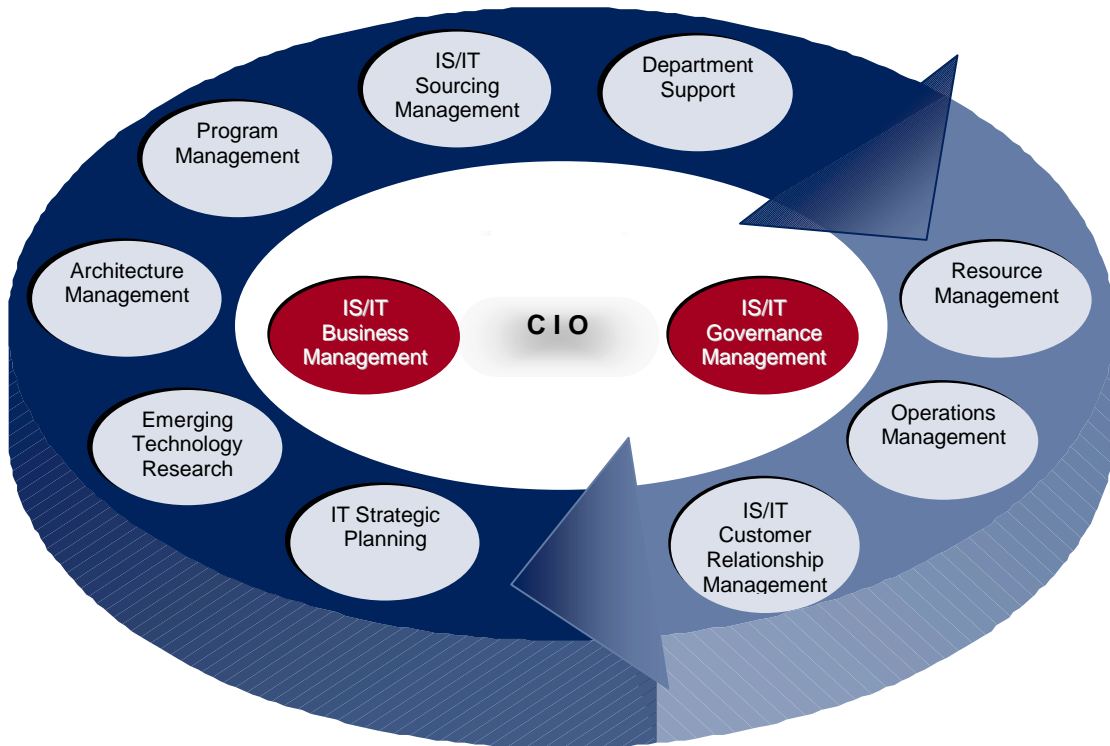 IS/IT
Sourcing
Management
Department
Support
Program
Management
Architecture
Management
Resource
Management
IS/IT
Business
Management
C I O
IS/IT
Governance
Management
Emerging
Technology
Research
Operations
Management
IT Strategic
Planning
IS/IT
Customer
Relationship
Management